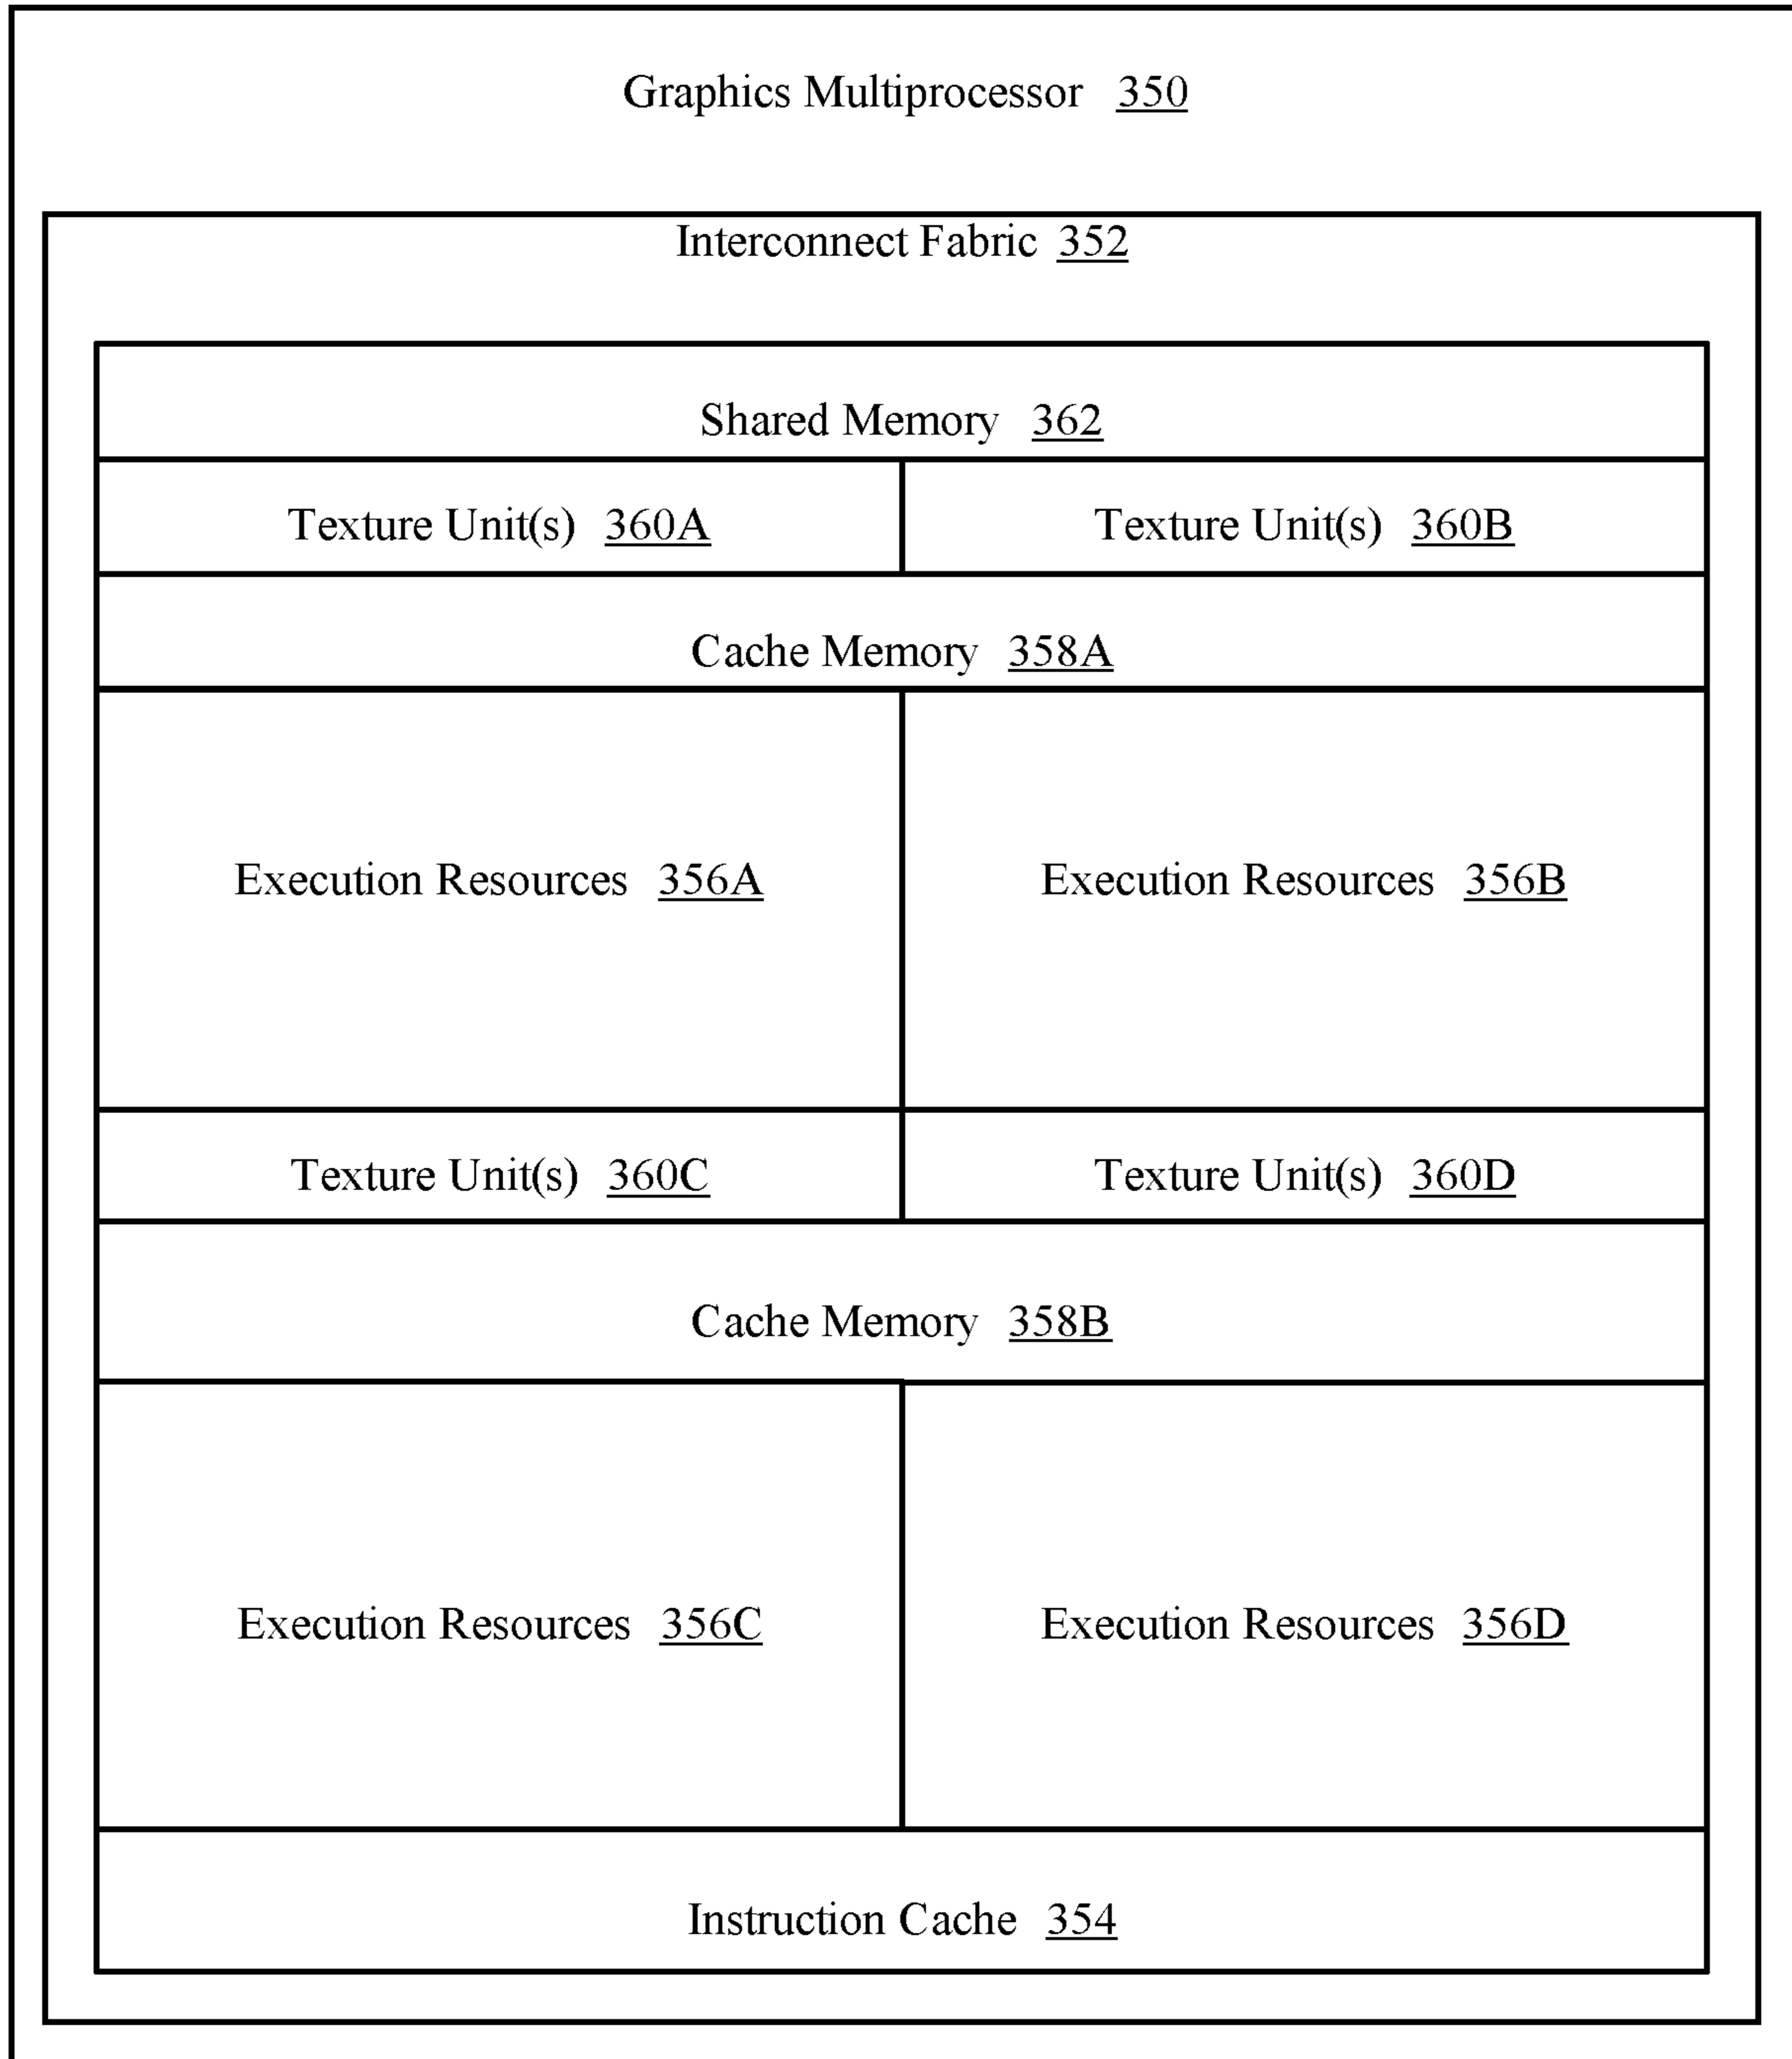 Graphics Multiprocessor 350
Interconnect Fabric 352
Shared Memory 362
Texture Unit(s) 360A
Texture Unit(s) 360B
Cache Memory 358A
Execution Resources 356A
Execution Resources 356B
Texture Unit(s) 360C
Texture Unit(s) 360D
Cache Memory 358B
Execution Resources 356C
Execution Resources 356D
Instruction Cache 354